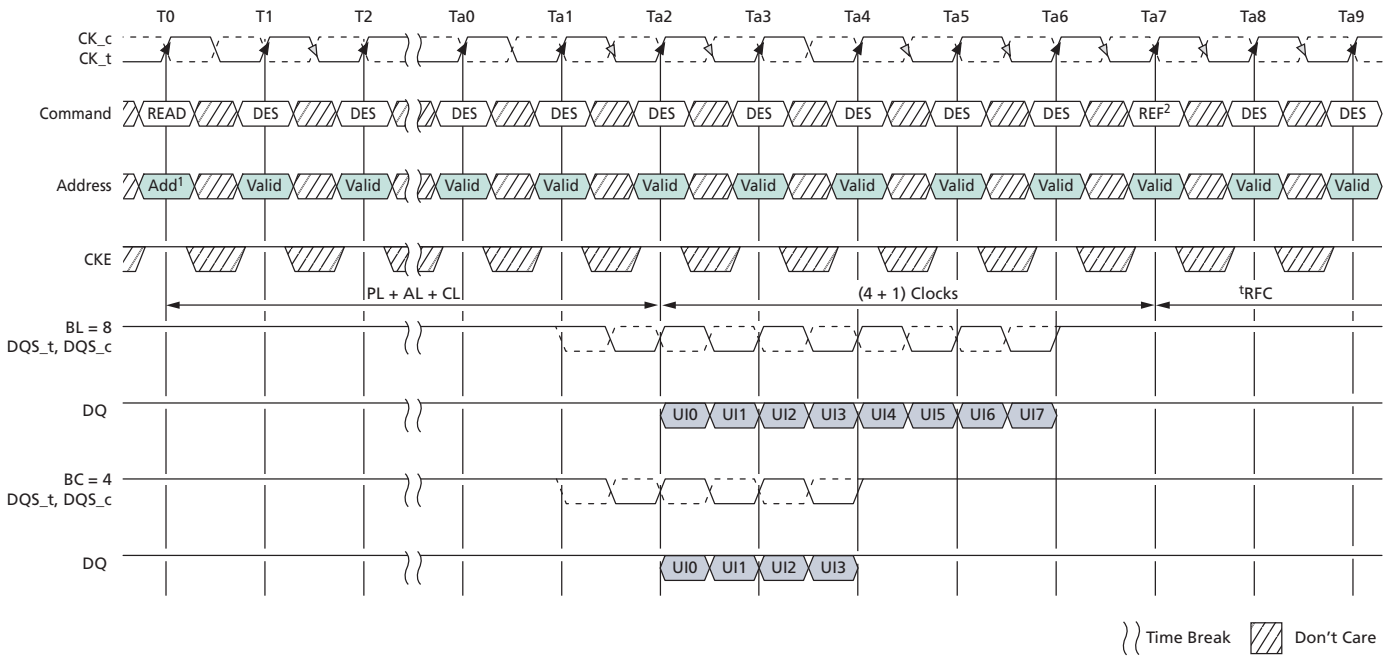 T0 T1 T2 Ta0 Ta1 Ta2 Ta3 Ta4 Ta5 Ta6 Ta7 Ta8 Ta9
CK_c
CK_t
Command READ DES DES DES DES DES DES DES DES DES REF² DES DES
Address Add¹ Valid Valid Valid Valid Valid Valid Valid Valid Valid Valid Valid Valid
CKE
PL + AL + CL (4 + 1) Clocks ᵗRFC
BL = 8
DQS_t, DQS_c
DQ UI0 UI1 UI2 UI3 UI4 UI5 UI6 UI7
BC = 4
DQS_t, DQS_c
DQ UI0 UI1 UI2 UI3
Time Break Don't Care